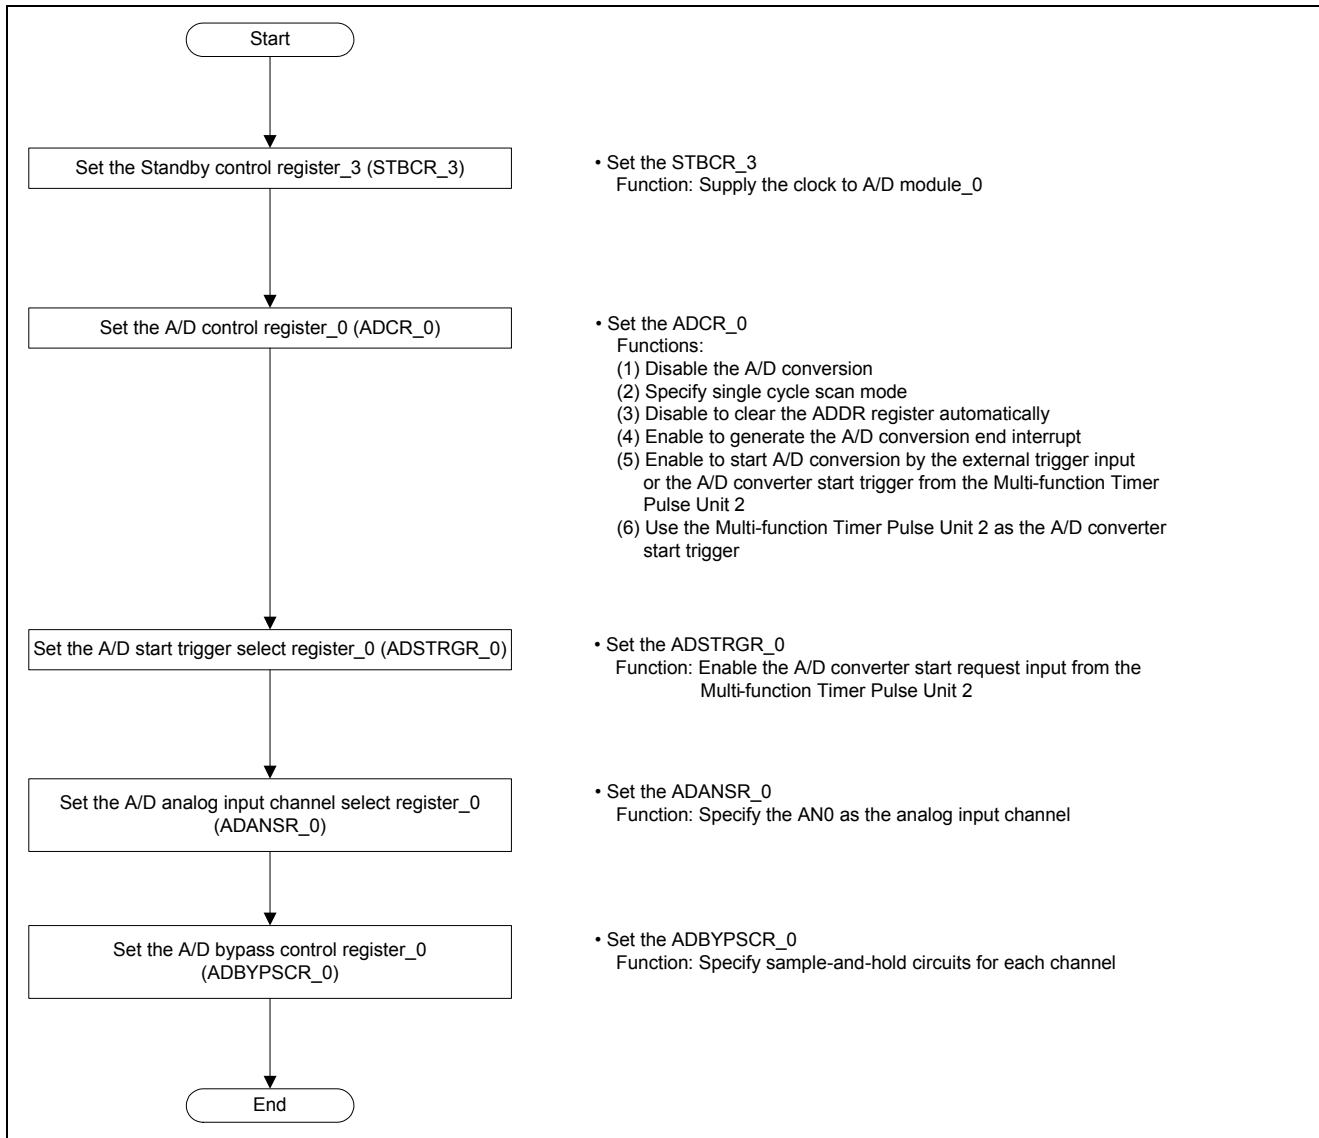 Start
Set the Standby control register_3 (STBCR_3)
• Set the STBCR_3
Function: Supply the clock to A/D module_0
Set the A/D control register_0 (ADCR_0)
• Set the ADCR_0
Functions:
(1) Disable the A/D conversion
(2) Specify single cycle scan mode
(3) Disable to clear the ADDR register automatically
(4) Enable to generate the A/D conversion end interrupt
(5) Enable to start A/D conversion by the external trigger input
or the A/D converter start trigger from the Multi-function Timer
Pulse Unit 2
(6) Use the Multi-function Timer Pulse Unit 2 as the A/D converter
start trigger
Set the A/D start trigger select register_0 (ADSTRGR_0)
• Set the ADSTRGR_0
Function: Enable the A/D converter start request input from the
Multi-function Timer Pulse Unit 2
Set the A/D analog input channel select register_0
(ADANSR_0)
• Set the ADANSR_0
Function: Specify the AN0 as the analog input channel
Set the A/D bypass control register_0
(ADBYPSCR_0)
• Set the ADBYPSCR_0
Function: Specify sample-and-hold circuits for each channel
End